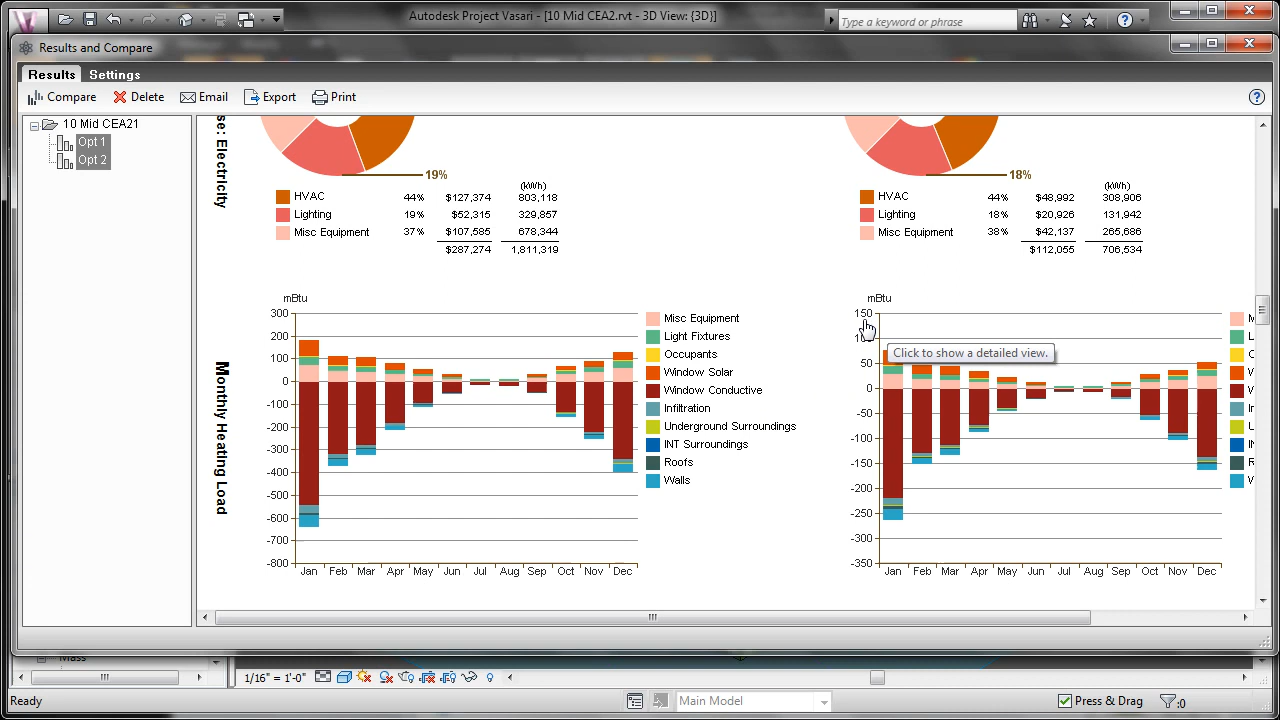 Autodesk Project Vasari - [10 Mid CEA2.rvt - 3D View: {3D}]
Type a keyword or phrase
Results and Compare
Results Settings
Compare Delete Email Export Print
10 Mid CEA21
Opt 1
Opt 2
se: Electricity
19%
(kWh)
HVAC 44% $127,374 803,118
Lighting 19% $52,315 329,857
Misc Equipment 37% $107,585 678,344
$287,274 1,811,319
18%
(kWh)
HVAC 44% $48,992 308,906
Lighting 18% $20,926 131,942
Misc Equipment 38% $42,137 265,686
$112,055 706,534
Monthly Heating Load
mBtu
300
200
100
0
-100
-200
-300
-400
-500
-600
-700
-800
Jan Feb Mar Apr May Jun Jul Aug Sep Oct Nov Dec
Misc Equipment
Light Fixtures
Occupants
Window Solar
Window Conductive
Infiltration
Underground Surroundings
INT Surroundings
Roofs
Walls
mBtu
150
100
50
0
-50
-100
-150
-200
-250
-300
-350
Jan Feb Mar Apr May Jun Jul Aug Sep Oct Nov Dec
Click to show a detailed view.
Mass
1/16" = 1'-0"
Ready
Main Model
Press & Drag
:0